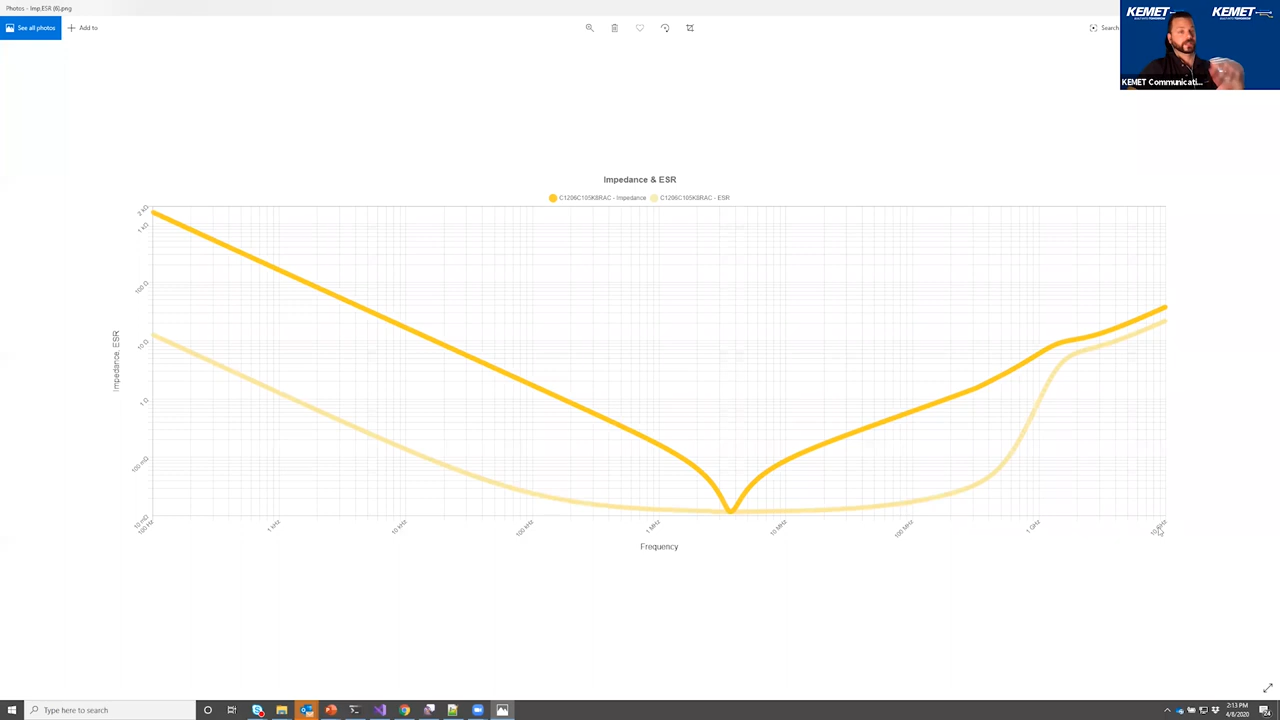 Photos - Imp,ESR (6).png
See all photos
Add to
Search
KEMET
KEMET
KEMET Communicati...
Impedance & ESR
C1206C105K8RAC - Impedance
C1206C105K8RAC - ESR
2 kΩ
1 kΩ
100 Ω
10 Ω
1 Ω
100 mΩ
10 mΩ
Impedance, ESR
100 Hz
1 kHz
10 kHz
100 kHz
1 MHz
10 MHz
100 MHz
1 GHz
Frequency
Type here to search
2:13 PM
4/8/2020